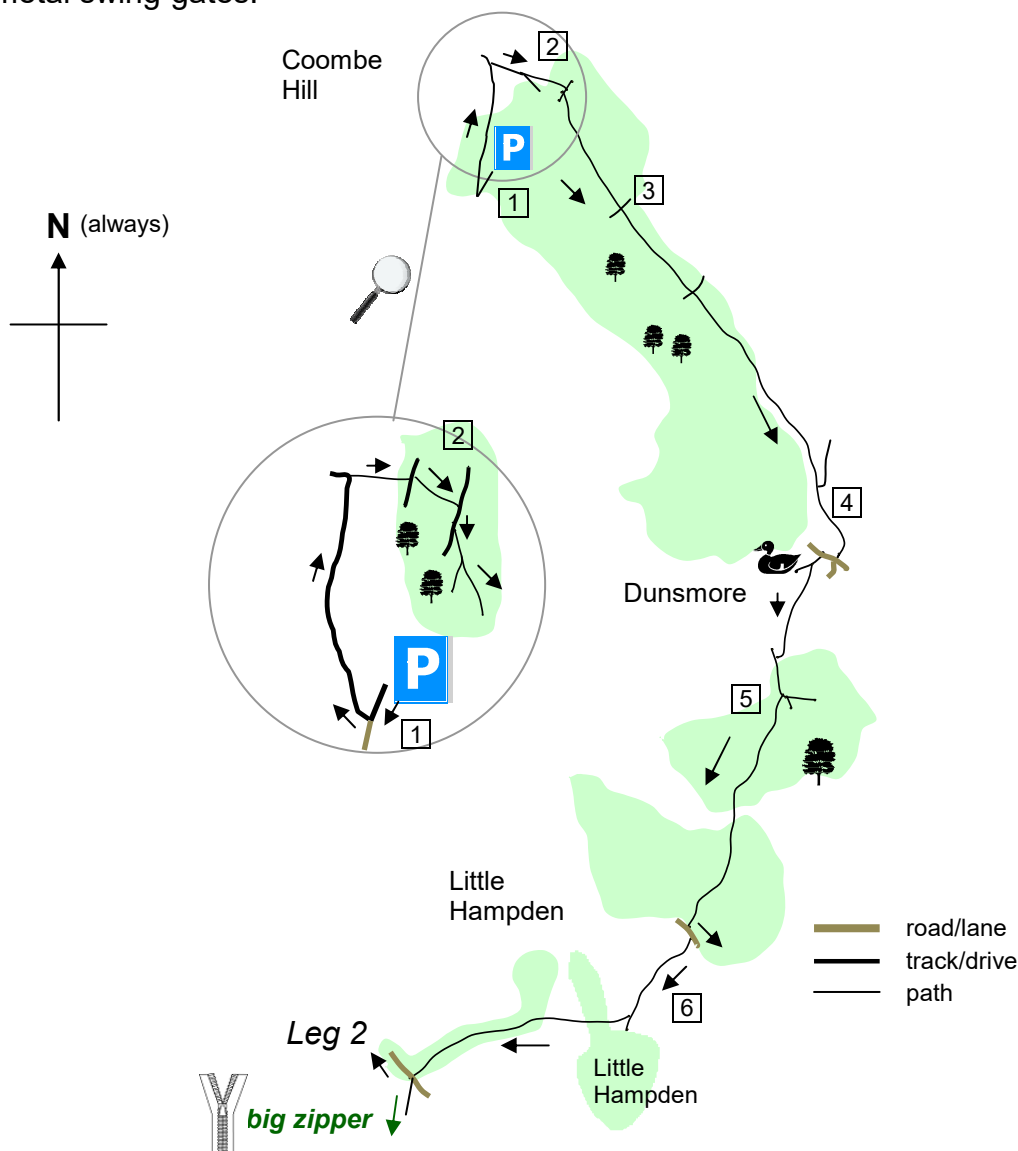 metal swing-gates.
Coombe
Hill
2
P
1
3
N (always)
2
4
Dunsmore
P
1
5
Little
Hampden
road/lane
track/drive
path
6
Leg 2
Little
Hampden
big zipper